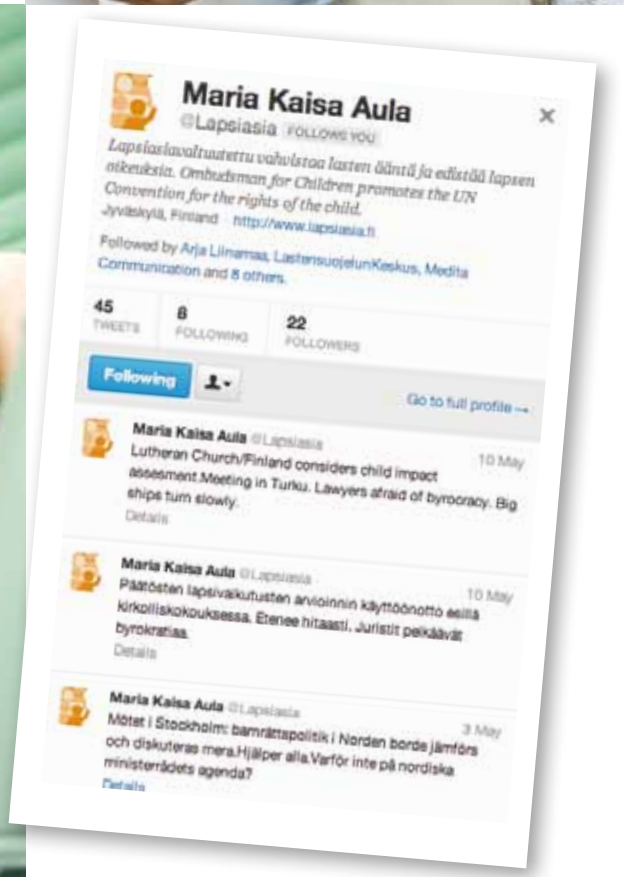 Maria Kaisa Aula
@Lapsiasia FOLLOWS YOU
Lapsiasiavaltuutettu vahvistaa lasten ääntä ja edistää lapsen
oikeuksia. Ombudsman for Children promotes the UN
Convention for the rights of the child.
Jyväskylä, Finland · http://www.lapsiasia.fi
Followed by Arja Liinamaa, LastensuojelunKeskus, Medita
Communication and 8 others.
45 8 22
TWEETS FOLLOWING FOLLOWERS
Following Go to full profile →
Maria Kaisa Aula @Lapsiasia 10 May
Lutheran Church/Finland considers child impact
assesment.Meeting in Turku. Lawyers afraid of byrocracy. Big
ships turn slowly.
Details
Maria Kaisa Aula @Lapsiasia 10 May
Päätösten lapsivaikutusten arvioinnin käyttöönotto esillä
kirkolliskokouksessa. Etenee hitaasti. Juristit pelkäävät
byrokratiaa.
Details
Maria Kaisa Aula @Lapsiasia 3 May
Mötet i Stockholm: barnrättspolitik i Norden borde jämförs
och diskuteras mera.Hjälper alla.Varför inte på nordiska
ministerrådets agenda?
Details